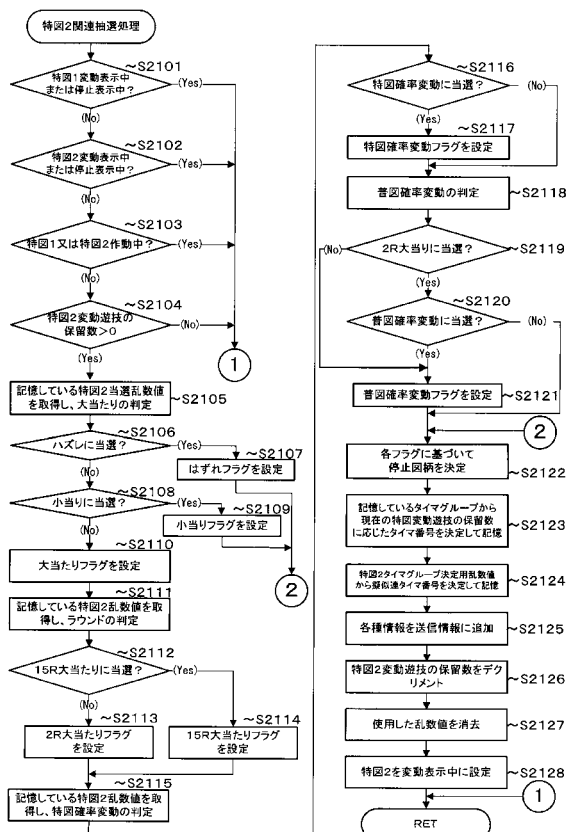 特図2関連抽選処理
~S2101
特図1変動表示中
または停止表示中?
(Yes)
(No)
~S2102
特図2変動表示中
または停止表示中?
(Yes)
(No)
~S2103
特図1又は特図2作動中?
(Yes)
(No)
~S2104
特図2変動遊技の
保留数>0
(No)
(Yes)
1
記憶している特図2当選乱数値
を取得し、大当たりの判定
~S2105
~S2106
ハズレに当選?
(Yes)
(No)
~S2107
はずれフラグを設定
~S2108
小当りに当選?
(Yes)
(No)
~S2109
小当りフラグを設定
2
~S2110
大当たりフラグを設定
~S2111
記憶している特図2乱数値を取
得し、ラウンドの判定
~S2112
15R大当たりに当選?
(Yes)
(No)
~S2113
2R大当たりフラグ
を設定
~S2114
15R大当たりフラグ
を設定
~S2115
記憶している特図2乱数値を取
得し、特図確率変動の判定
~S2116
特図確率変動に当選?
(No)
(Yes)
~S2117
特図確率変動フラグを設定
普図確率変動の判定
~S2118
2R大当りに当選?
~S2119
(No)
(Yes)
~S2120
普図確率変動に当選?
(No)
(Yes)
普図確率変動フラグを設定
~S2121
2
各フラグに基づいて
停止図柄を決定
~S2122
記憶しているタイマグループから
現在の特図変動遊技の保留数
に応じたタイマ番号を決定して記憶
~S2123
特図2タイマグループ決定用乱数値
から擬似連タイマ番号を決定して記憶
~S2124
各種情報を送信情報に追加
~S2125
特図2変動遊技の保留数をデク
リメント
~S2126
使用した乱数値を消去
~S2127
特図2を変動表示中に設定
~S2128
1
RET